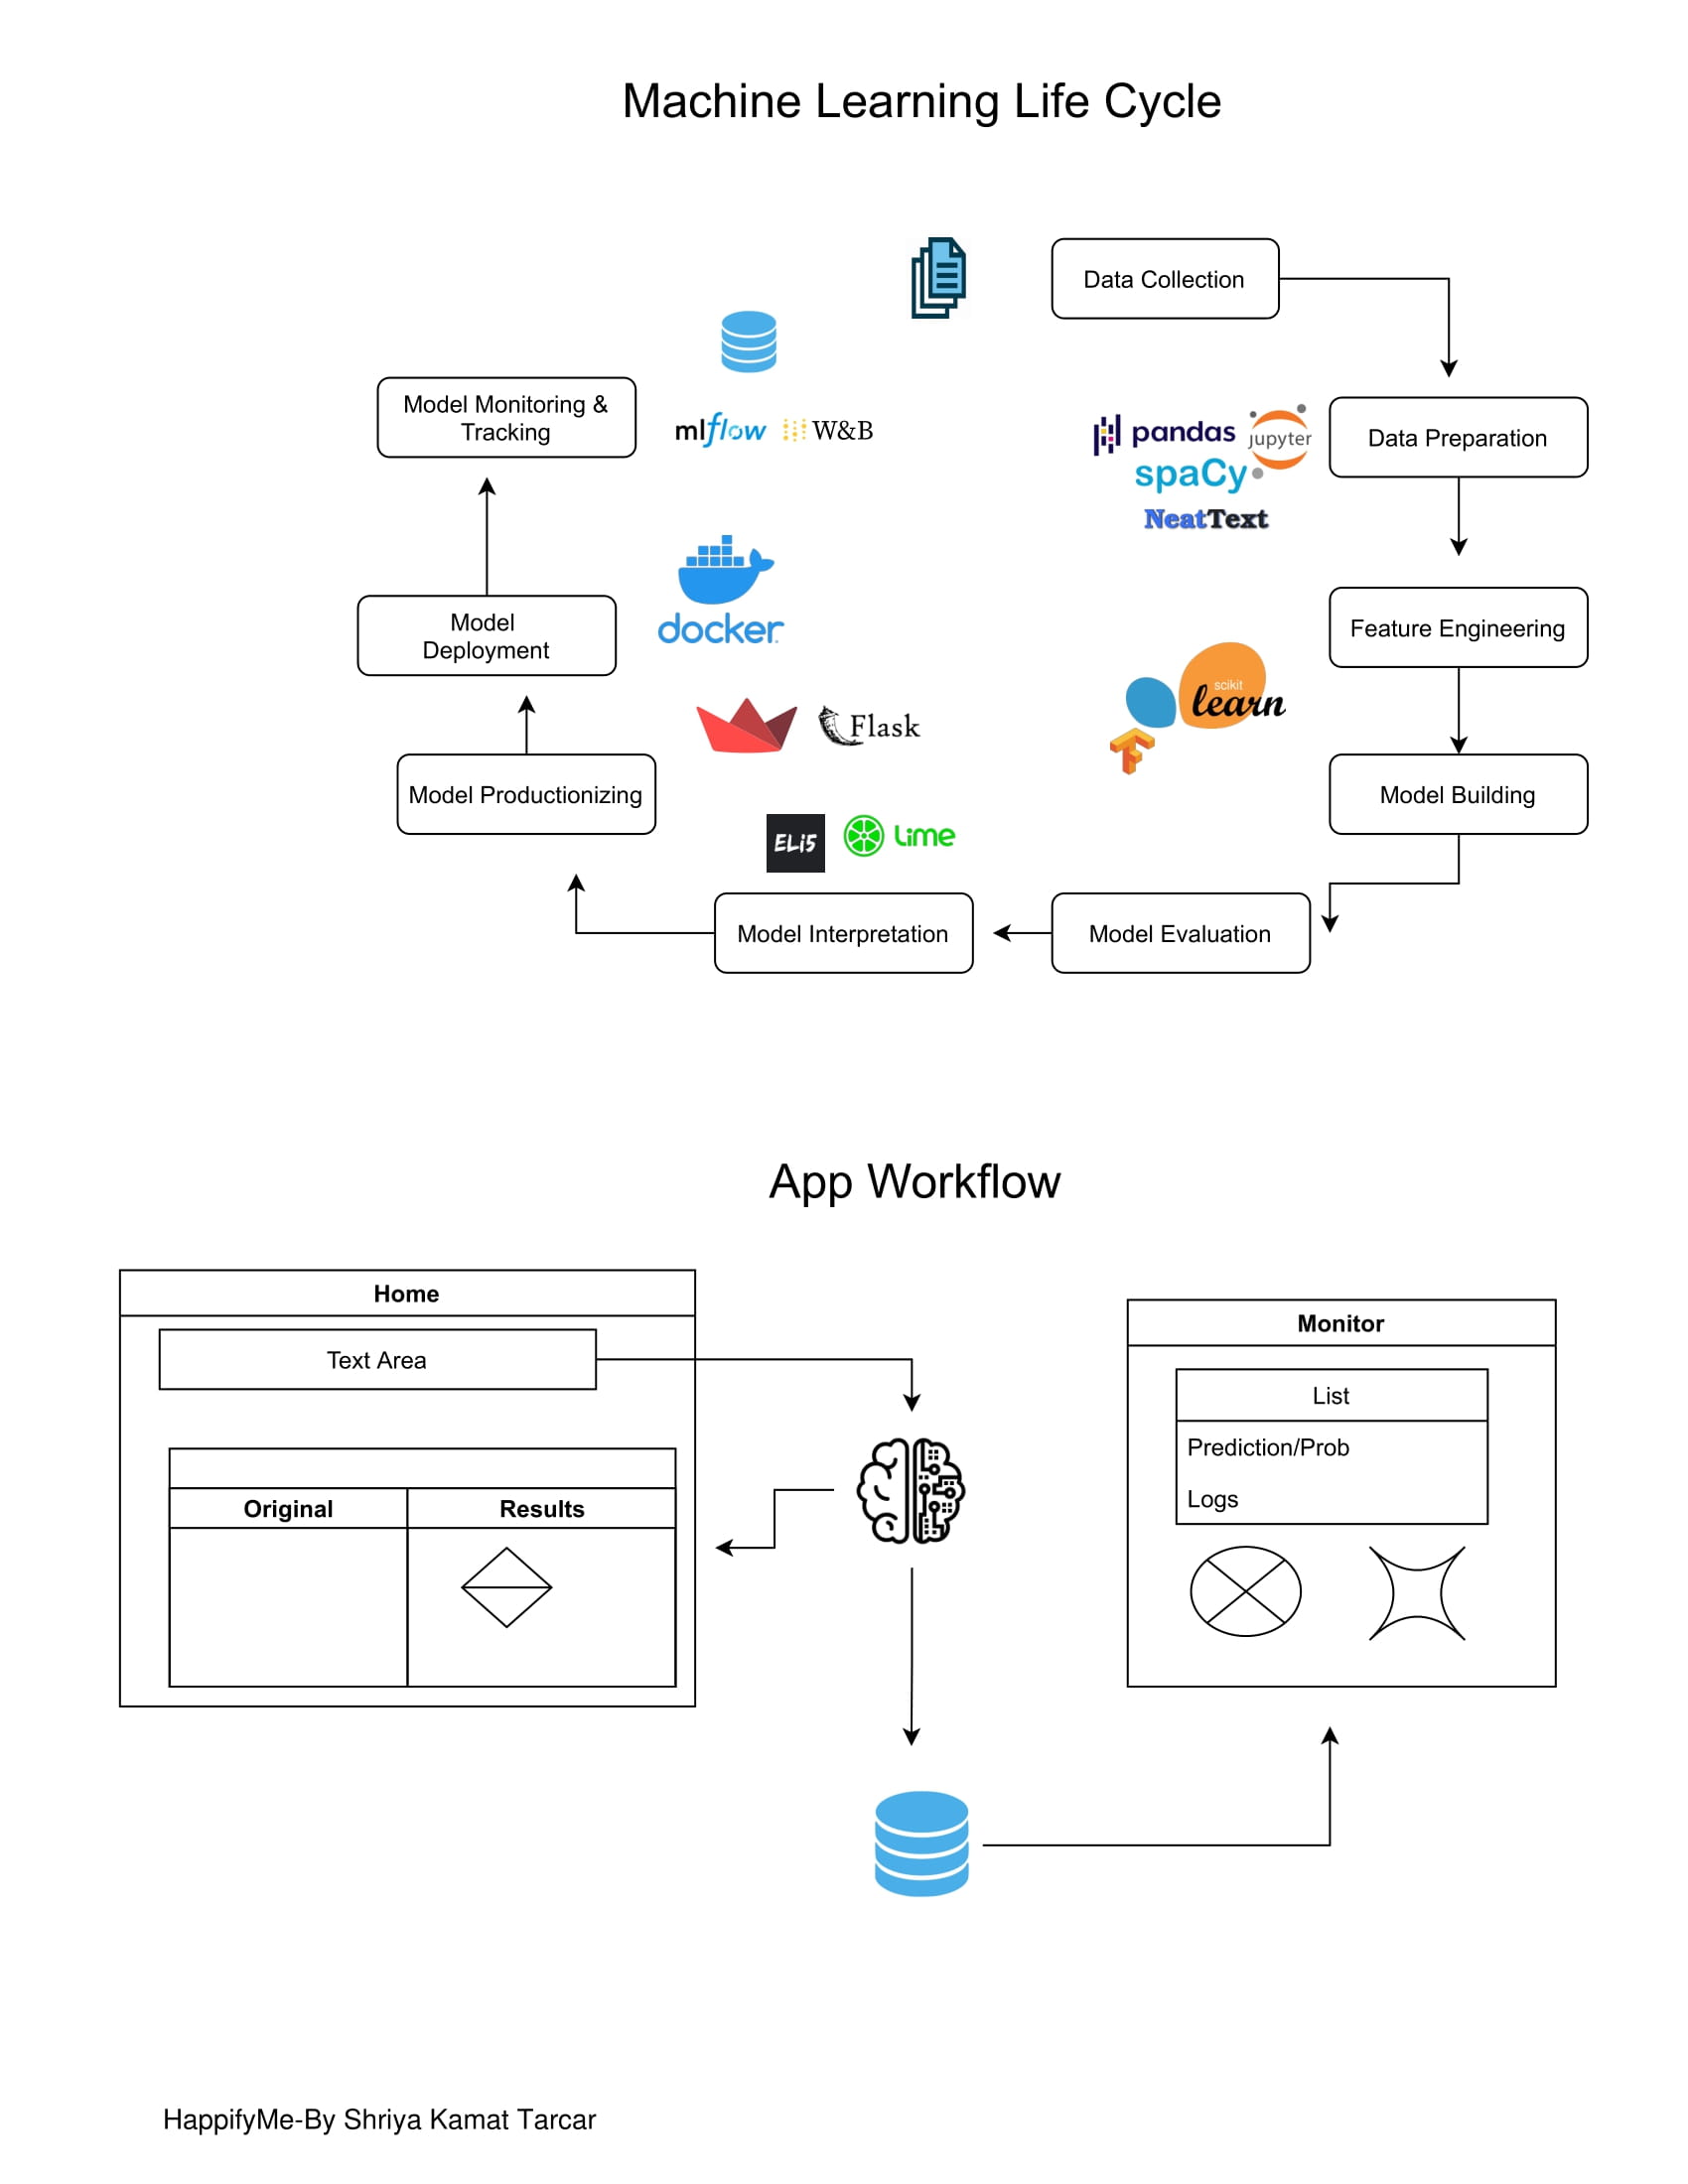 Machine Learning Life Cycle
Data Collection
Model Monitoring &
Tracking
mlflow W&B
pandas jupyter
Data Preparation
spaCy
NeatText
docker
Model
Deployment
Feature Engineering
scikit
learn
Flask
Model Productionizing
Model Building
ELi5 Lime
Model Interpretation
Model Evaluation
App Workflow
Home
Text Area
Original
Results
Monitor
List
Prediction/Prob
Logs
HappifyMe-By Shriya Kamat Tarcar